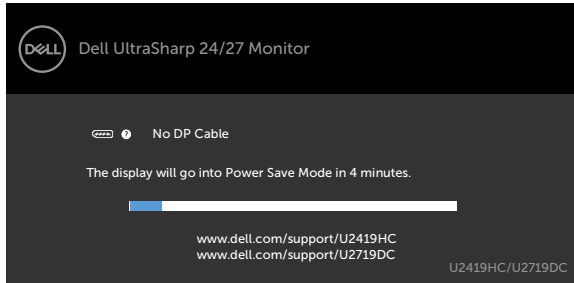 DELL
Dell UltraSharp 24/27 Monitor
? No DP Cable
The display will go into Power Save Mode in 4 minutes.
www.dell.com/support/U2419HC
www.dell.com/support/U2719DC
U2419HC/U2719DC